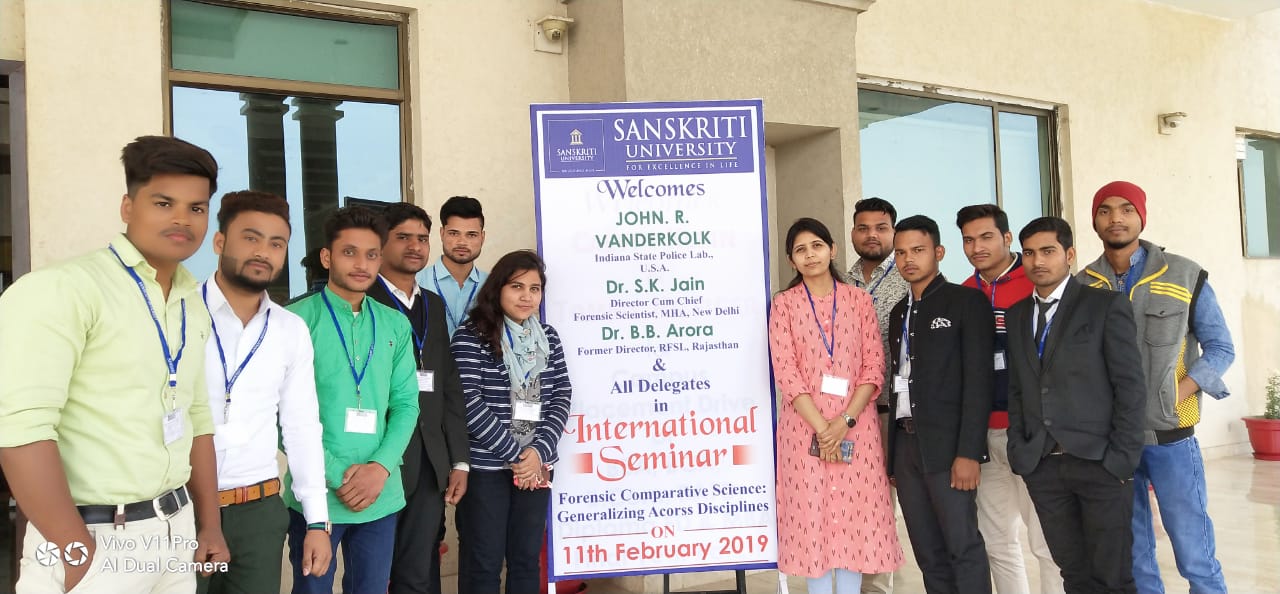 SANSKRITI
UNIVERSITY
SANSKRITI
UNIVERSITY
FOR EXCELLENCE IN LIFE
Welcomes
JOHN. R.
VANDERKOLK
Indiana State Police Lab.,
U.S.A.
Dr. S.K. Jain
Director Cum Chief
Forensic Scientist, MHA, New Delhi
Dr. B.B. Arora
Former Director, RFSL, Rajasthan
&
All Delegates
in
International
Seminar
Forensic Comparative Science:
Generalizing Acorss Disciplines
ON
11th February 2019
Vivo V11Pro
AI Dual Camera